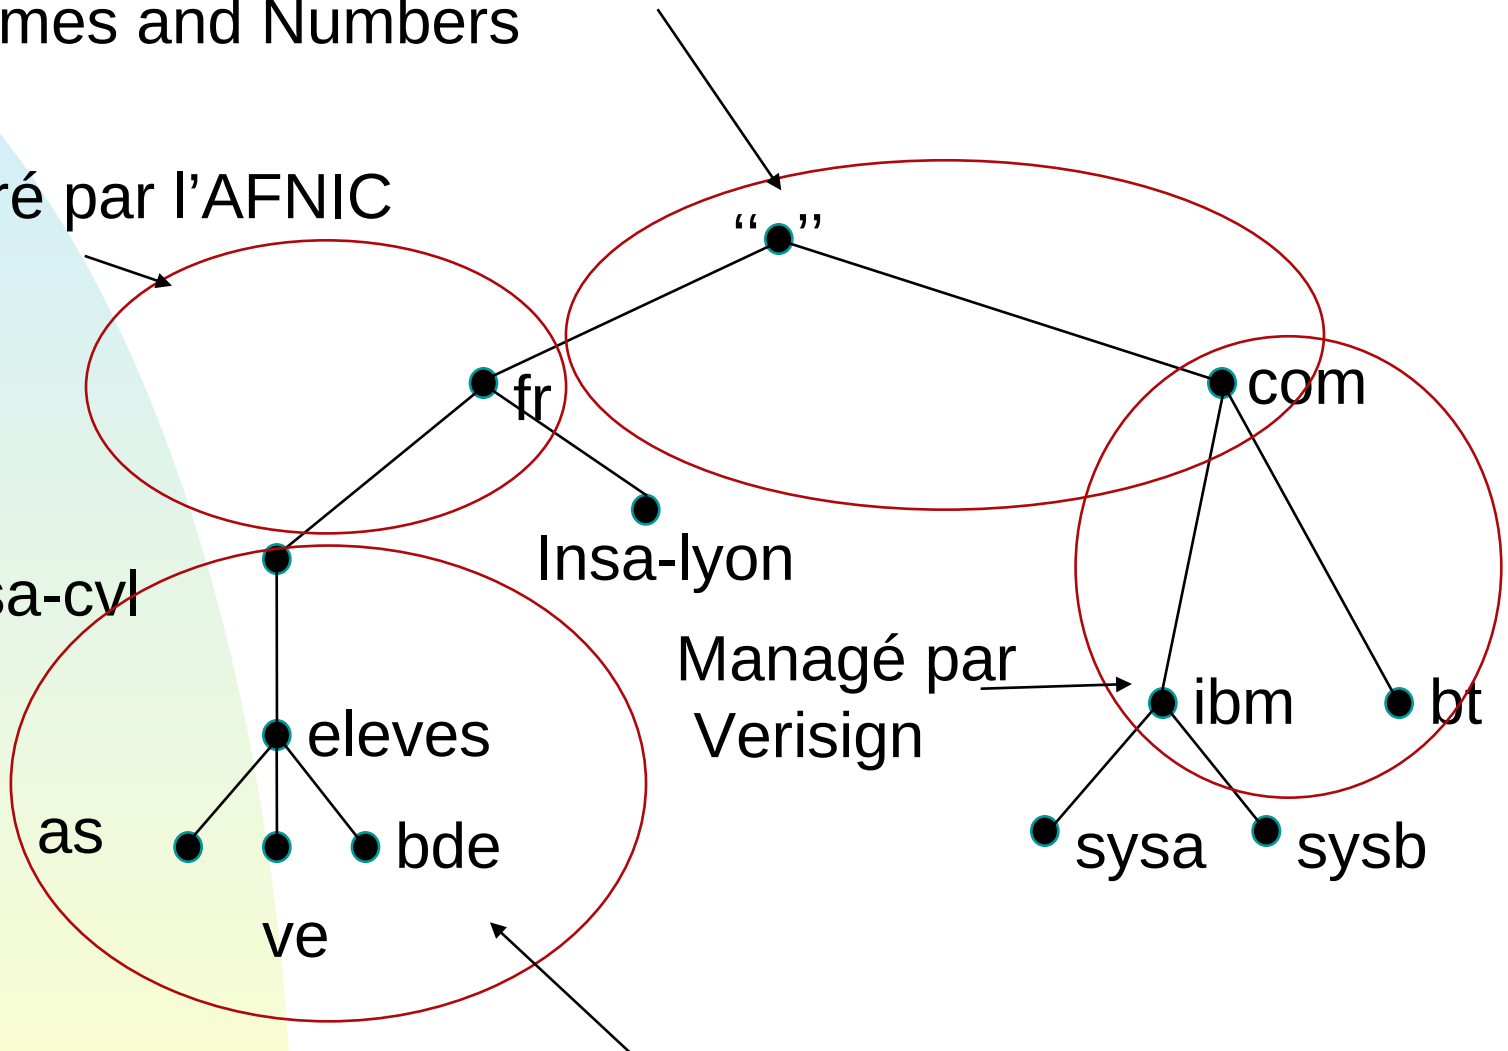 mes and Numbers
ré par l’AFNIC
“ ”
fr
com
Insa-lyon
sa-cvl
Managé par
Verisign
ibm
bt
eleves
as
bde
sysa
sysb
ve